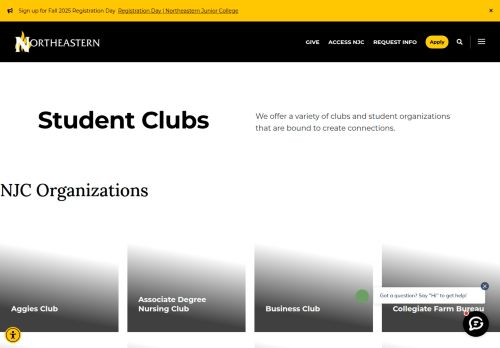 Sign up for Fall 2025 Registration Day Registration Day | Northeastern Junior College ×
NORTHEASTERN GIVE ACCESS NJC REQUEST INFO Apply
Student Clubs
We offer a variety of clubs and student organizations
that are bound to create connections.
NJC Organizations
Aggies Club
Associate Degree
Nursing Club
Business Club
Collegiate Farm Bureau
Got a question? Say "Hi" to get help!